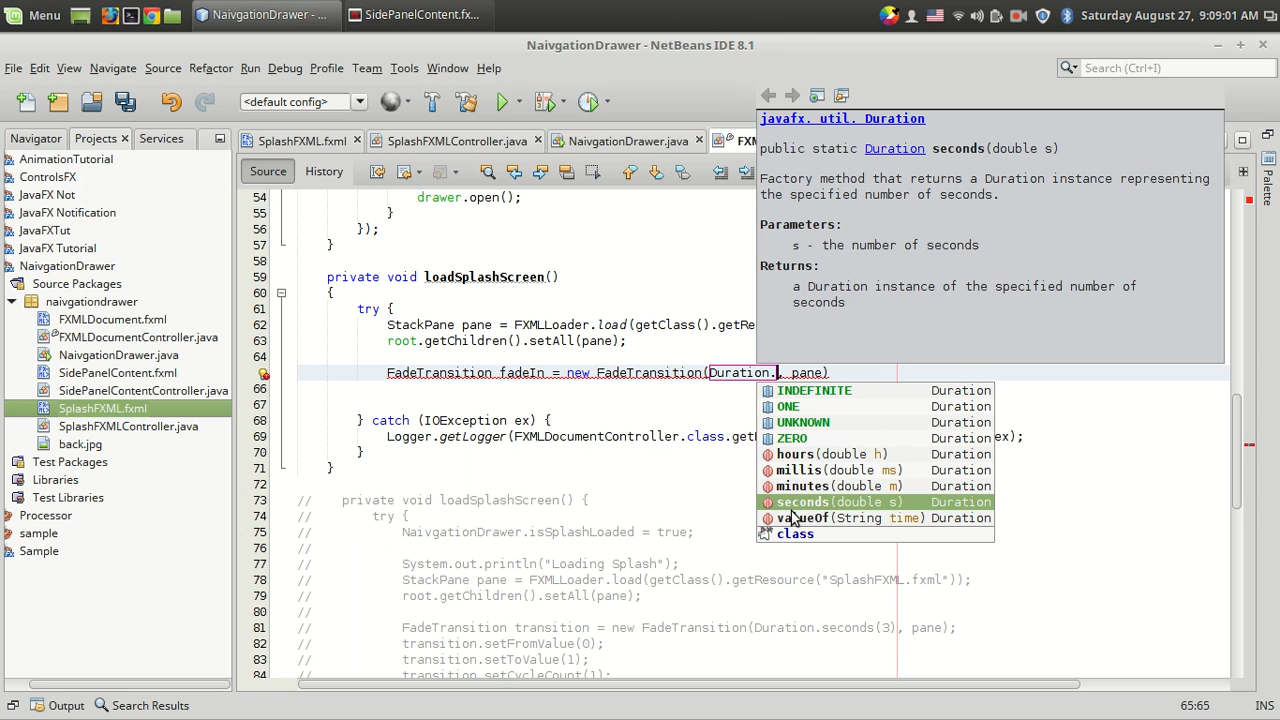 Menu
NaivgationDrawer - ...
SidePanelContent.fx...
Saturday August 27, 9:09:01 AM
NaivgationDrawer - NetBeans IDE 8.1
File Edit View Navigate Source Refactor Run Debug Profile Team Tools Window Help
Search (Ctrl+I)
<default config>
Navigator Projects Services
SplashFXML.fxml SplashFXMLController.java NaivgationDrawer.java FXM
Source History
Palette
AnimationTutorial
ControlsFX
JavaFX Not
JavaFX Notification
JavaFXTut
JavaFX Tutorial
NaivgationDrawer
Source Packages
naivgationdrawer
FXMLDocument.fxml
FXMLDocumentController.java
NaivgationDrawer.java
SidePanelContent.fxml
SidePanelContentController.java
SplashFXML.fxml
SplashFXMLController.java
back.jpg
Test Packages
Libraries
Test Libraries
Processor
sample
Sample
54 drawer.open();
55 }
56 });
57 }
58
59 private void loadSplashScreen()
60 {
61 try {
62 StackPane pane = FXMLLoader.load(getClass().getRe
63 root.getChildren().setAll(pane);
64
FadeTransition fadeIn = new FadeTransition(Duration., pane)
66
67
68 } catch (IOException ex) {
69 Logger.getLogger(FXMLDocumentController.class.get ex);
70 }
71 }
72
73 // private void loadSplashScreen() {
74 // try {
75 // NaivgationDrawer.isSplashLoaded = true;
76 //
77 // System.out.println("Loading Splash");
78 // StackPane pane = FXMLLoader.load(getClass().getResource("SplashFXML.fxml"));
79 // root.getChildren().setAll(pane);
80 //
81 // FadeTransition transition = new FadeTransition(Duration.seconds(3), pane);
82 // transition.setFromValue(0);
83 // transition.setToValue(1);
84 // transition.setCycleCount(1);
javafx. util. Duration
public static Duration seconds(double s)
Factory method that returns a Duration instance representing
the specified number of seconds.
Parameters:
s - the number of seconds
Returns:
a Duration instance of the specified number of
seconds
INDEFINITE Duration
ONE Duration
UNKNOWN Duration
ZERO Duration
hours(double h) Duration
millis(double ms) Duration
minutes(double m) Duration
seconds(double s) Duration
valueOf(String time) Duration
class
Output Search Results
65:65 INS